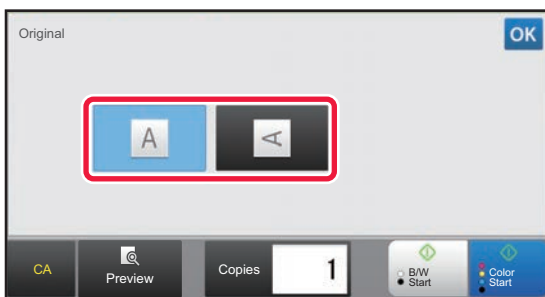 Original
OK
A
A
CA
Preview
Copies
1
B/W
Start
Color
Start